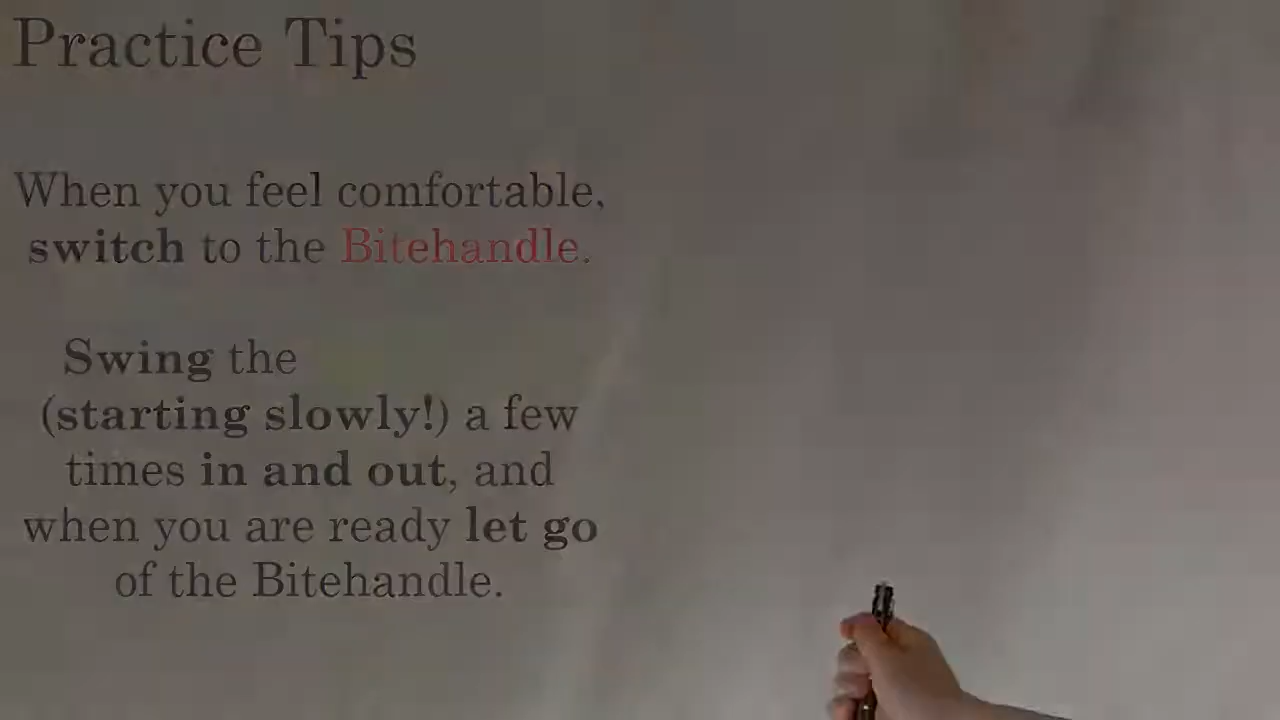 Practice Tips
When you feel comfortable,
switch to the Bitehandle.
Swing the
(starting slowly!) a few
times in and out, and
when you are ready let go
of the Bitehandle.